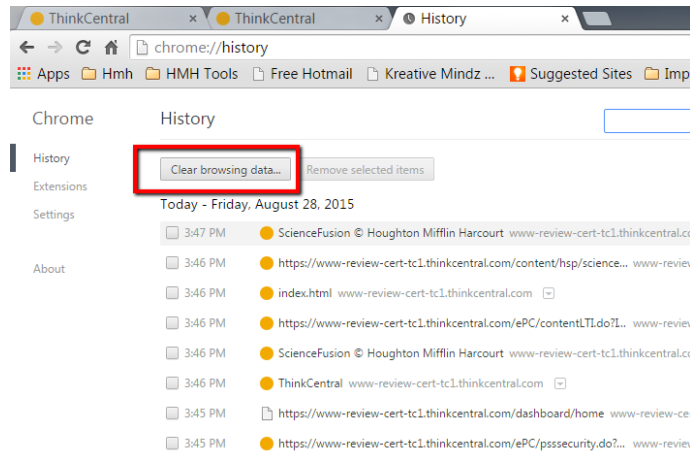 ThinkCentral × ThinkCentral × History ×
chrome://history
Apps Hmh HMH Tools Free Hotmail Kreative Mindz ... Suggested Sites Imp
Chrome History
History
Clear browsing data... Remove selected items
Extensions
Today - Friday, August 28, 2015
Settings
3:47 PM ScienceFusion © Houghton Mifflin Harcourt www-review-cert-tc1.thinkcentral.co
About
3:46 PM https://www-review-cert-tc1.thinkcentral.com/content/hsp/science... www-review
3:46 PM index.html www-review-cert-tc1.thinkcentral.com
3:46 PM https://www-review-cert-tc1.thinkcentral.com/ePC/contentLTI.do?I... www-review
3:46 PM ScienceFusion © Houghton Mifflin Harcourt www-review-cert-tc1.thinkcentral.co
3:46 PM ThinkCentral www-review-cert-tc1.thinkcentral.com
3:45 PM https://www-review-cert-tc1.thinkcentral.com/dashboard/home www-review-ce
3:45 PM https://www-review-cert-tc1.thinkcentral.com/ePC/psssecurity.do?... www-review